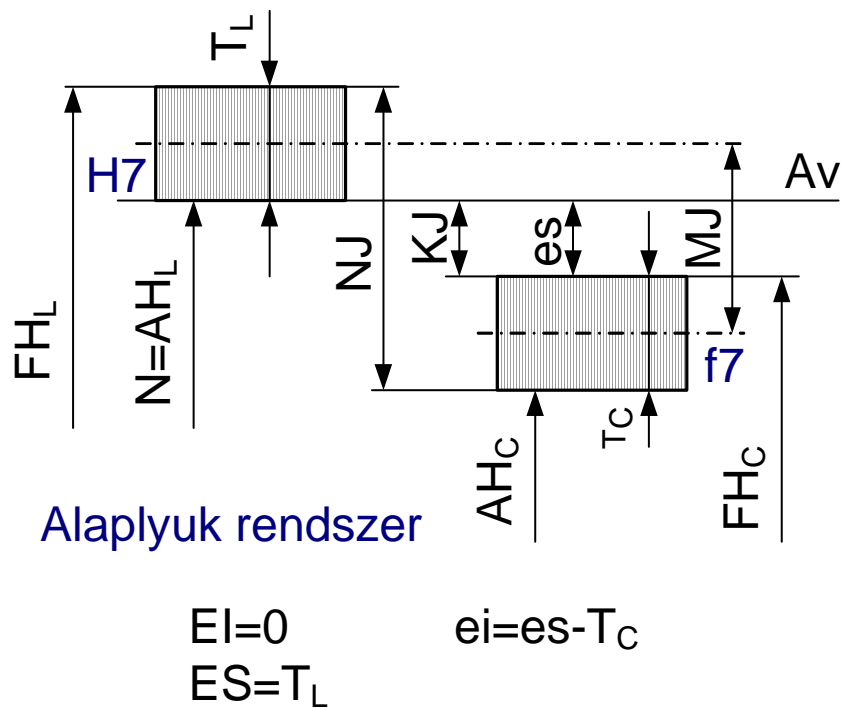 T_L
H7
Av
FH_L
N=AH_L
NJ
KJ
es
MJ
f7
AH_C
T_C
FH_C
Alaplyuk rendszer
EI=0 ei=es-T_C
ES=T_L